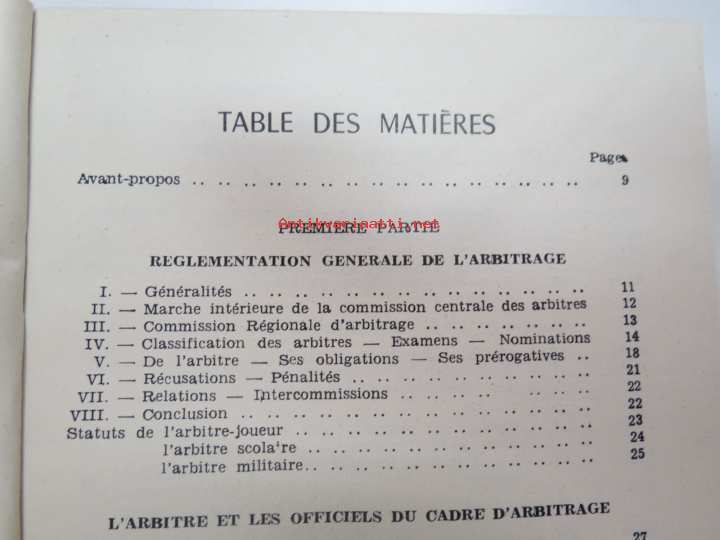 TABLE DES MATIÈRES
Page
Avant-propos .. .. .. .. .. .. .. .. .. .. .. .. .. .. .. 9
Antikvariaatti.net
PREMIERE PARTIE
REGLEMENTATION GENERALE DE L'ARBITRAGE
I. — Généralités .. .. .. .. .. .. .. .. .. .. .. .. .. 11
II. — Marche intérieure de la commission centrale des arbitres 12
III. — Commission Régionale d'arbitrage .. .. .. .. .. .. 13
IV. — Classification des arbitres — Examens — Nominations 14
V. — De l'arbitre — Ses obligations — Ses prérogatives .. 18
VI. — Récusations — Pénalités .. .. .. .. .. .. .. .. .. 21
VII. — Relations — Intercommissions .. .. .. .. .. .. .. 22
VIII. — Conclusion .. .. .. .. .. .. .. .. .. .. .. .. .. 22
Statuts de l'arbitre-joueur .. .. .. .. .. .. .. .. .. .. .. 23
l'arbitre scolaire .. .. .. .. .. .. .. .. .. .. .. 24
l'arbitre militaire.. .. .. .. .. .. .. .. .. .. .. 25
L'ARBITRE ET LES OFFICIELS DU CADRE D'ARBITRAGE
27